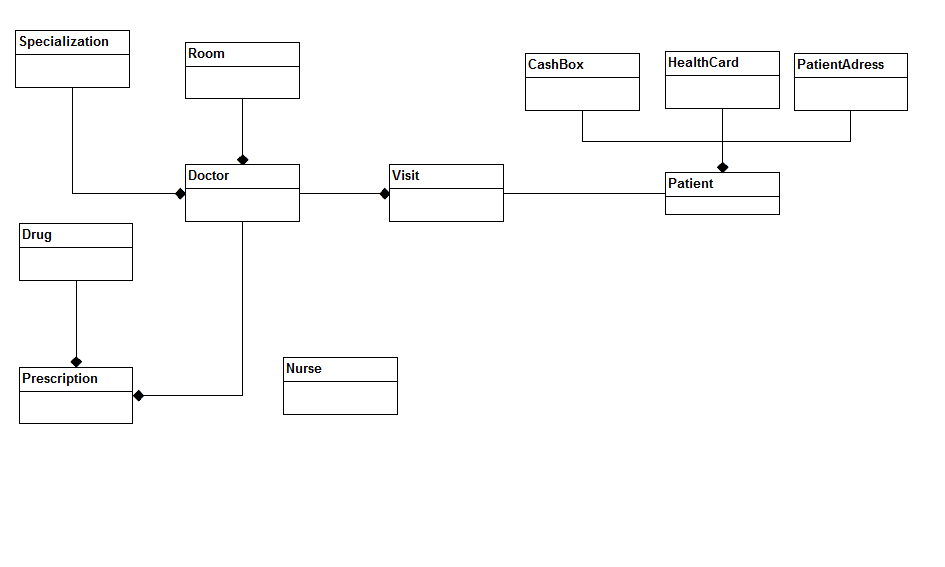 Specialization
Room
CashBox
HealthCard
PatientAdress
Doctor
Visit
Patient
Drug
Nurse
Prescription